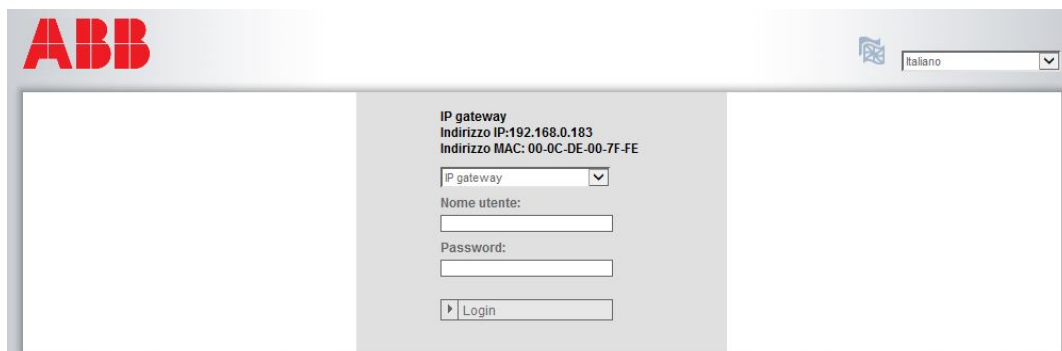 ABB
Italiano
IP gateway
Indirizzo IP:192.168.0.183
Indirizzo MAC: 00-0C-DE-00-7F-FE
IP gateway
Nome utente:
Password:
Login